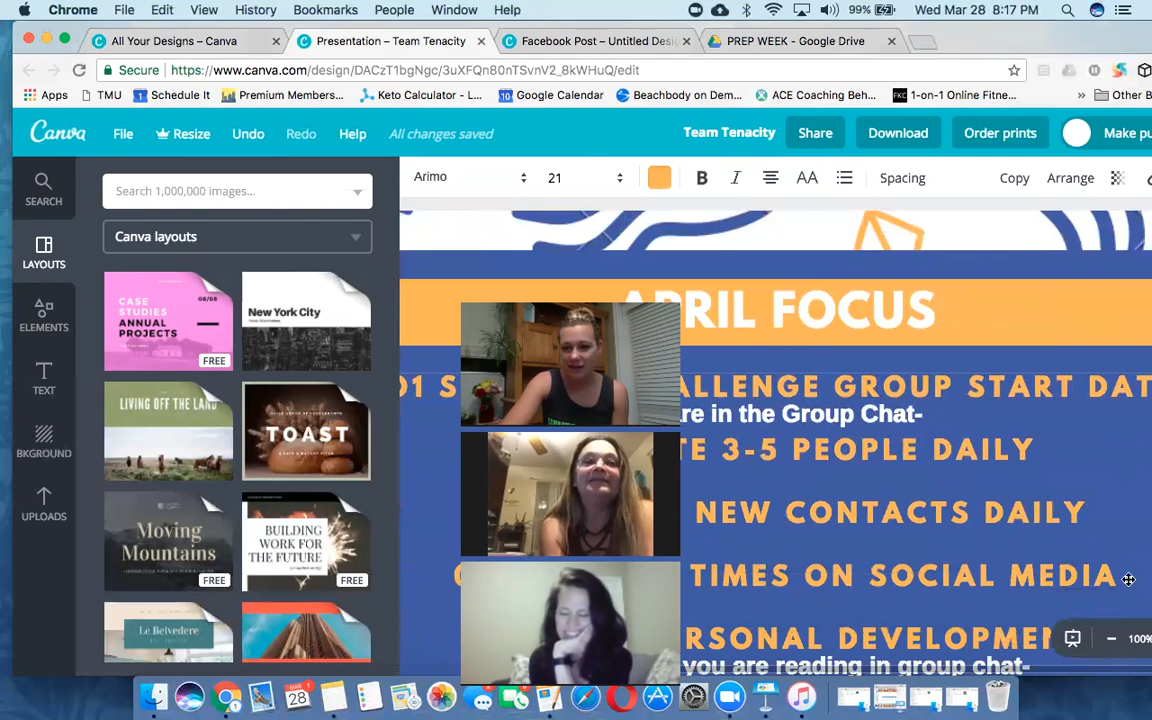 Chrome File Edit View History Bookmarks People Window Help 99% Wed Mar 28 8:17 PM
All Your Designs – Canva
Presentation – Team Tenacity
Facebook Post – Untitled Desi
PREP WEEK - Google Drive
Secure https://www.canva.com/design/DACzT1bgNgc/3uXFQn80nTSvnV2_8kWHuQ/edit
Apps TMU Schedule It Premium Members... Keto Calculator - L... Google Calendar Beachbody on Dem... ACE Coaching Beh... FKC 1-on-1 Online Fitne... » Other B
Canva File Resize Undo Redo Help All changes saved Team Tenacity Share Download Order prints Make pu
SEARCH
LAYOUTS
ELEMENTS
TEXT
BKGROUND
UPLOADS
Search 1,000,000 images...
Canva layouts
CASE
STUDIES
ANNUAL
PROJECTS
08/08
FREE
New York City
LIVING OFF THE LAND
TOAST
Moving
Mountains
FREE
BUILDING
WORK FOR
THE FUTURE
FREE
Le Belvedere
Arimo 21 B I AA Spacing Copy Arrange
APRIL FOCUS
01 S ALLENGE GROUP START DAT
re in the Group Chat-
TE 3-5 PEOPLE DAILY
NEW CONTACTS DAILY
TIMES ON SOCIAL MEDIA
RSONAL DEVELOPMEN
you are reading in group chat-
100%
MAR
28